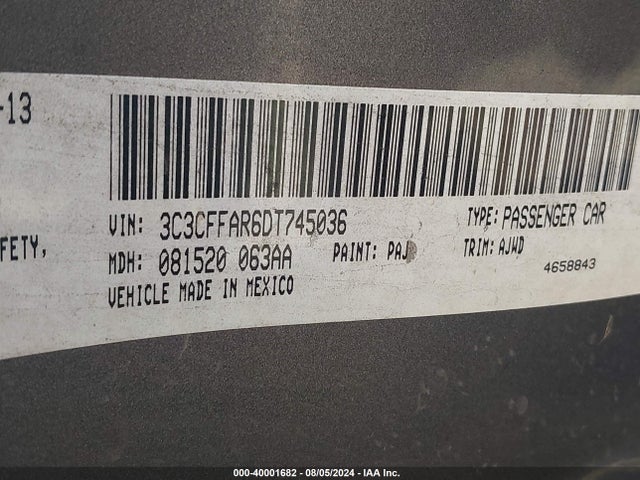 -13
VIN: 3C3CFFAR6DT745036 TYPE: PASSENGER CAR
FETY,
MDH: 081520 063AA PAINT: PAJ TRIM: AJWD
4658843
VEHICLE MADE IN MEXICO
000-40001682 - 08/05/2024 - IAA Inc.